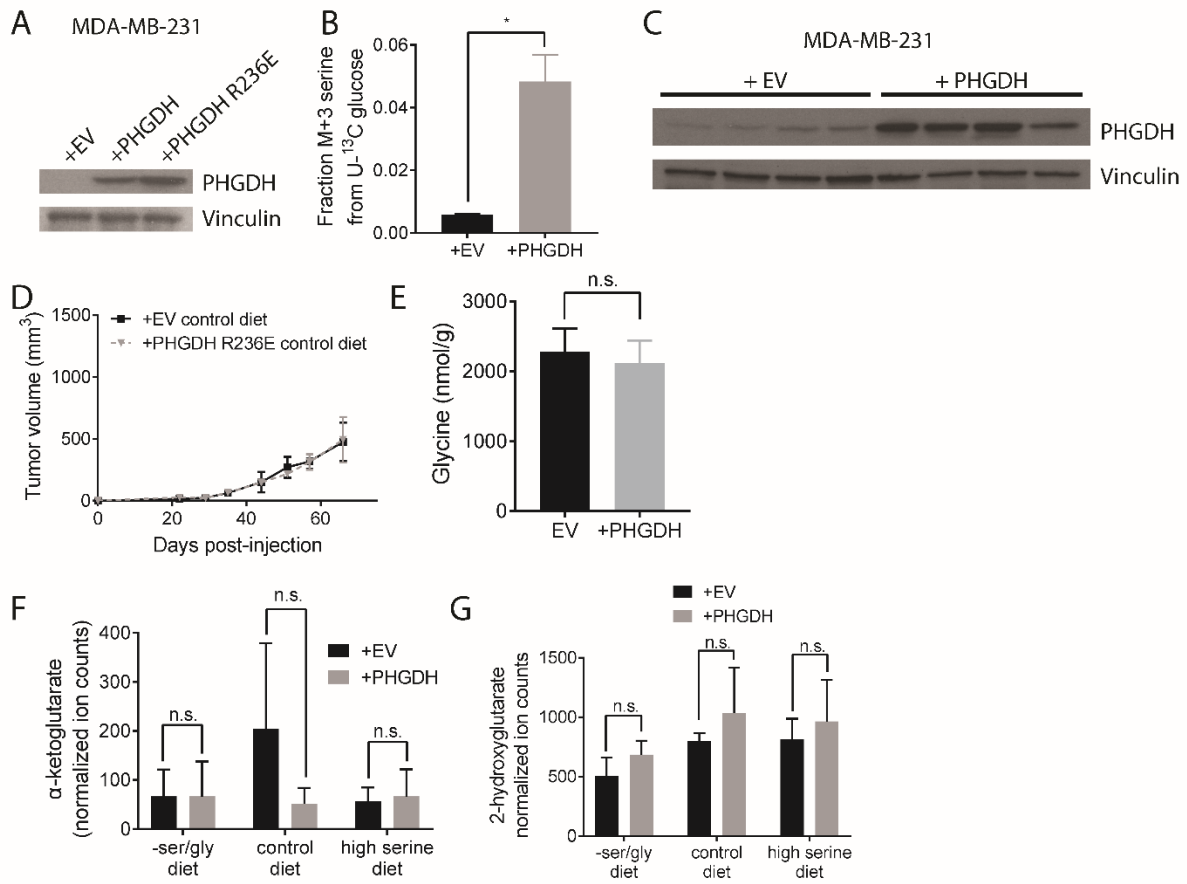 A
MDA-MB-231
+EV
+PHGDH
+PHGDH R236E
PHGDH
Vinculin
B
*
Fraction M+3 serine
from U-¹³C glucose
0.06
0.04
0.02
0.00
+EV
+PHGDH
C
MDA-MB-231
+ EV
+ PHGDH
PHGDH
Vinculin
D
Tumor volume (mm³)
1500
1000
500
0
+EV control diet
+PHGDH R236E control diet
0 20 40 60
Days post-injection
E
n.s.
Glycine (nmol/g)
3000
2000
1000
0
EV
+PHGDH
F
α-ketoglutarate
(normalized ion counts)
400
300
200
100
0
n.s.
n.s.
n.s.
+EV
+PHGDH
-ser/gly
diet
control
diet
high serine
diet
G
+EV
+PHGDH
2-hydroxyglutarate
normalized ion counts
1500
1000
500
0
n.s.
n.s.
n.s.
-ser/gly
diet
control
diet
high serine
diet